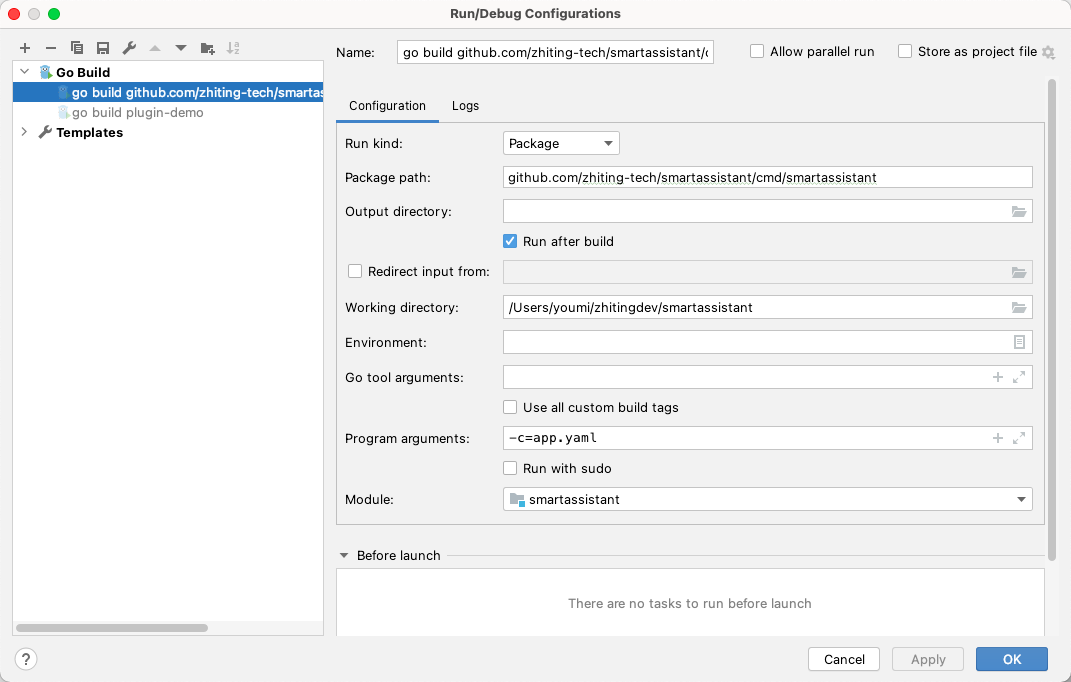 Run/Debug Configurations
Go Build
go build github.com/zhiting-tech/smartas
go build plugin-demo
Templates
Name: go build github.com/zhiting-tech/smartassistant/c Allow parallel run Store as project file
Configuration Logs
Run kind: Package
Package path: github.com/zhiting-tech/smartassistant/cmd/smartassistant
Output directory:
Run after build
Redirect input from:
Working directory: /Users/youmi/zhitingdev/smartassistant
Environment:
Go tool arguments:
Use all custom build tags
Program arguments: -c=app.yaml
Run with sudo
Module: smartassistant
Before launch
There are no tasks to run before launch
? Cancel Apply OK